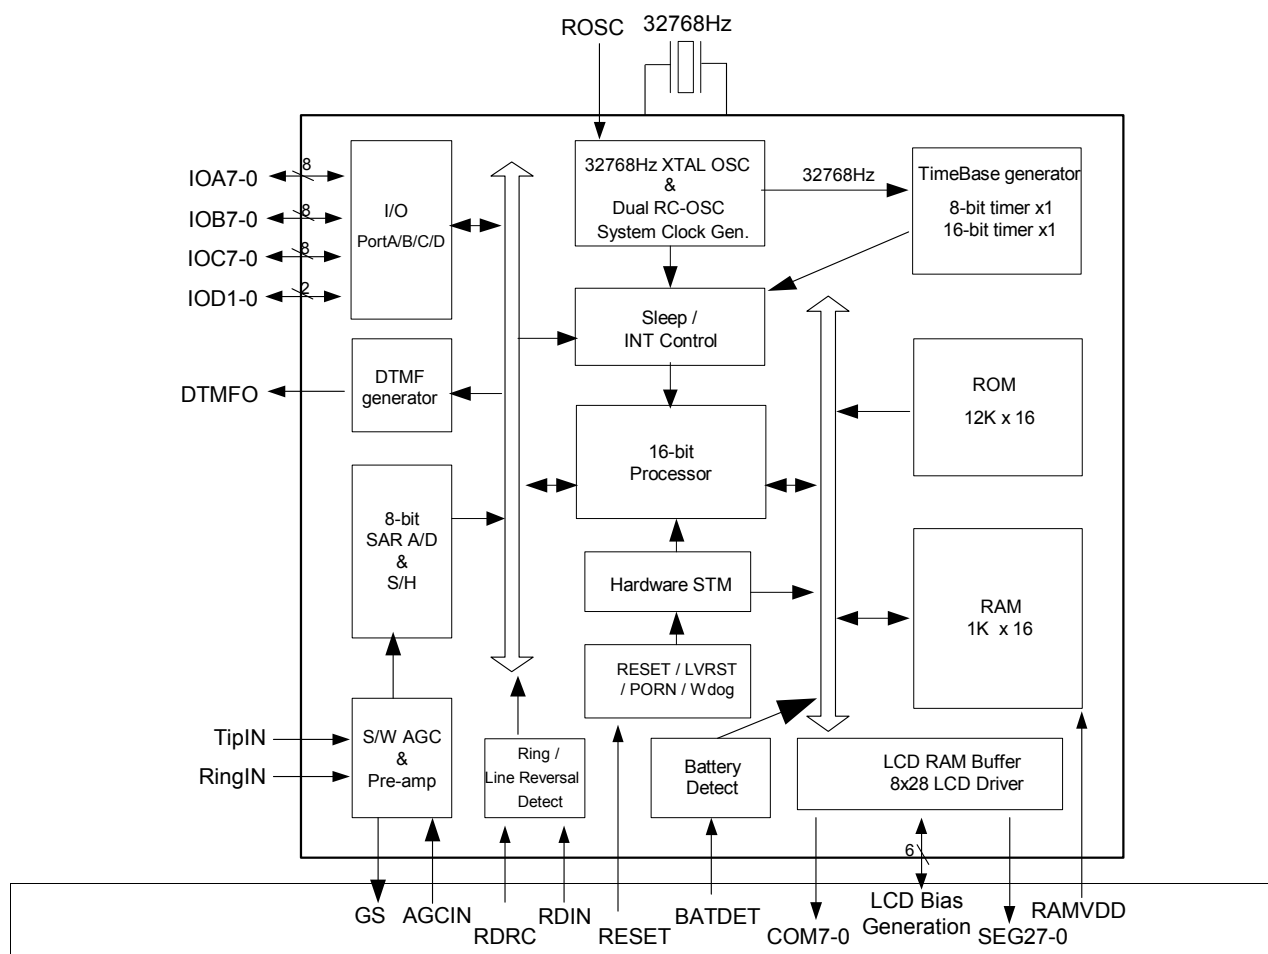 ROSC
32768Hz
IOA7-0
8
IOB7-0
8
IOC7-0
8
IOD1-0
2
I/O
PortA/B/C/D
32768Hz XTAL OSC
&
Dual RC-OSC
System Clock Gen.
32768Hz
TimeBase generator
8-bit timer x1
16-bit timer x1
Sleep /
INT Control
DTMFO
DTMF
generator
ROM
12K x 16
16-bit
Processor
8-bit
SAR A/D
&
S/H
Hardware STM
RAM
1K x 16
RESET / LVRST
/ PORN / Wdog
TipIN
RingIN
S/W AGC
&
Pre-amp
Ring /
Line Reversal
Detect
Battery
Detect
LCD RAM Buffer
8x28 LCD Driver
6
GS
AGCIN
RDRC
RDIN
RESET
BATDET
COM7-0
LCD Bias
Generation
SEG27-0
RAMVDD